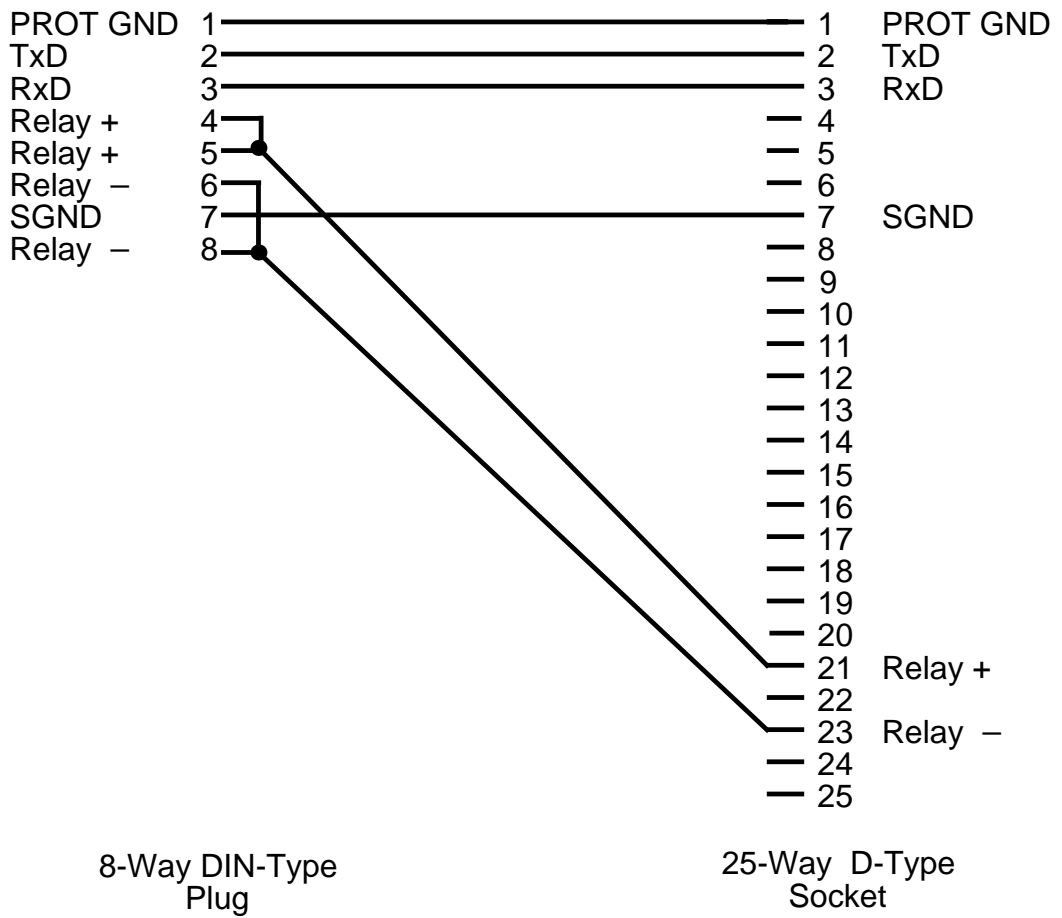 PROT GND 1 1 PROT GND
TxD 2 2 TxD
RxD 3 3 RxD
Relay + 4 4
Relay + 5 5
Relay – 6 6
SGND 7 7 SGND
Relay – 8 8
9
10
11
12
13
14
15
16
17
18
19
20
21 Relay +
22
23 Relay –
24
25
8-Way DIN-Type
Plug
25-Way D-Type
Socket